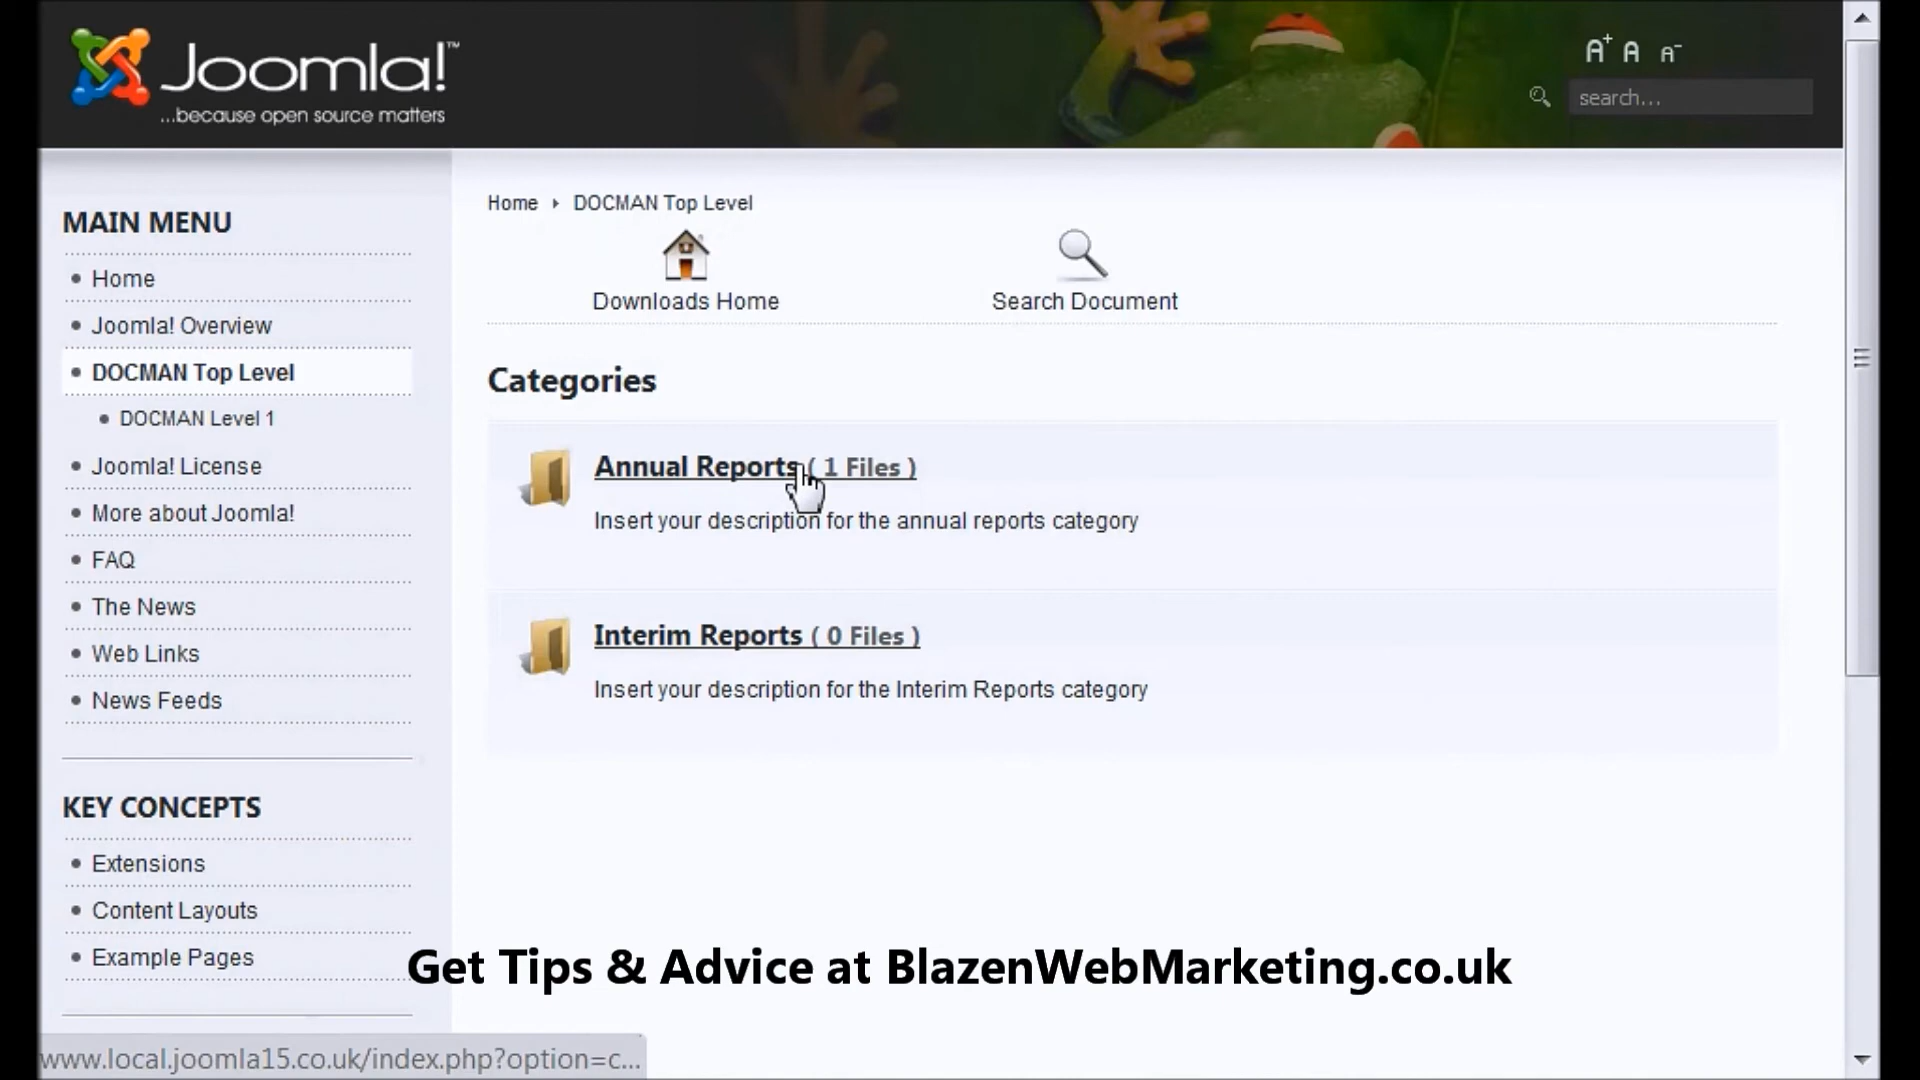 Joomla!™
...because open source matters
A+ A A-
search...
MAIN MENU
Home
Joomla! Overview
DOCMAN Top Level
DOCMAN Level 1
Joomla! License
More about Joomla!
FAQ
The News
Web Links
News Feeds
KEY CONCEPTS
Extensions
Content Layouts
Example Pages
Home DOCMAN Top Level
Downloads Home
Search Document
Categories
Annual Reports ( 1 Files )
Insert your description for the annual reports category
Interim Reports ( 0 Files )
Insert your description for the Interim Reports category
Get Tips & Advice at BlazenWebMarketing.co.uk
www.local.joomla15.co.uk/index.php?option=c...